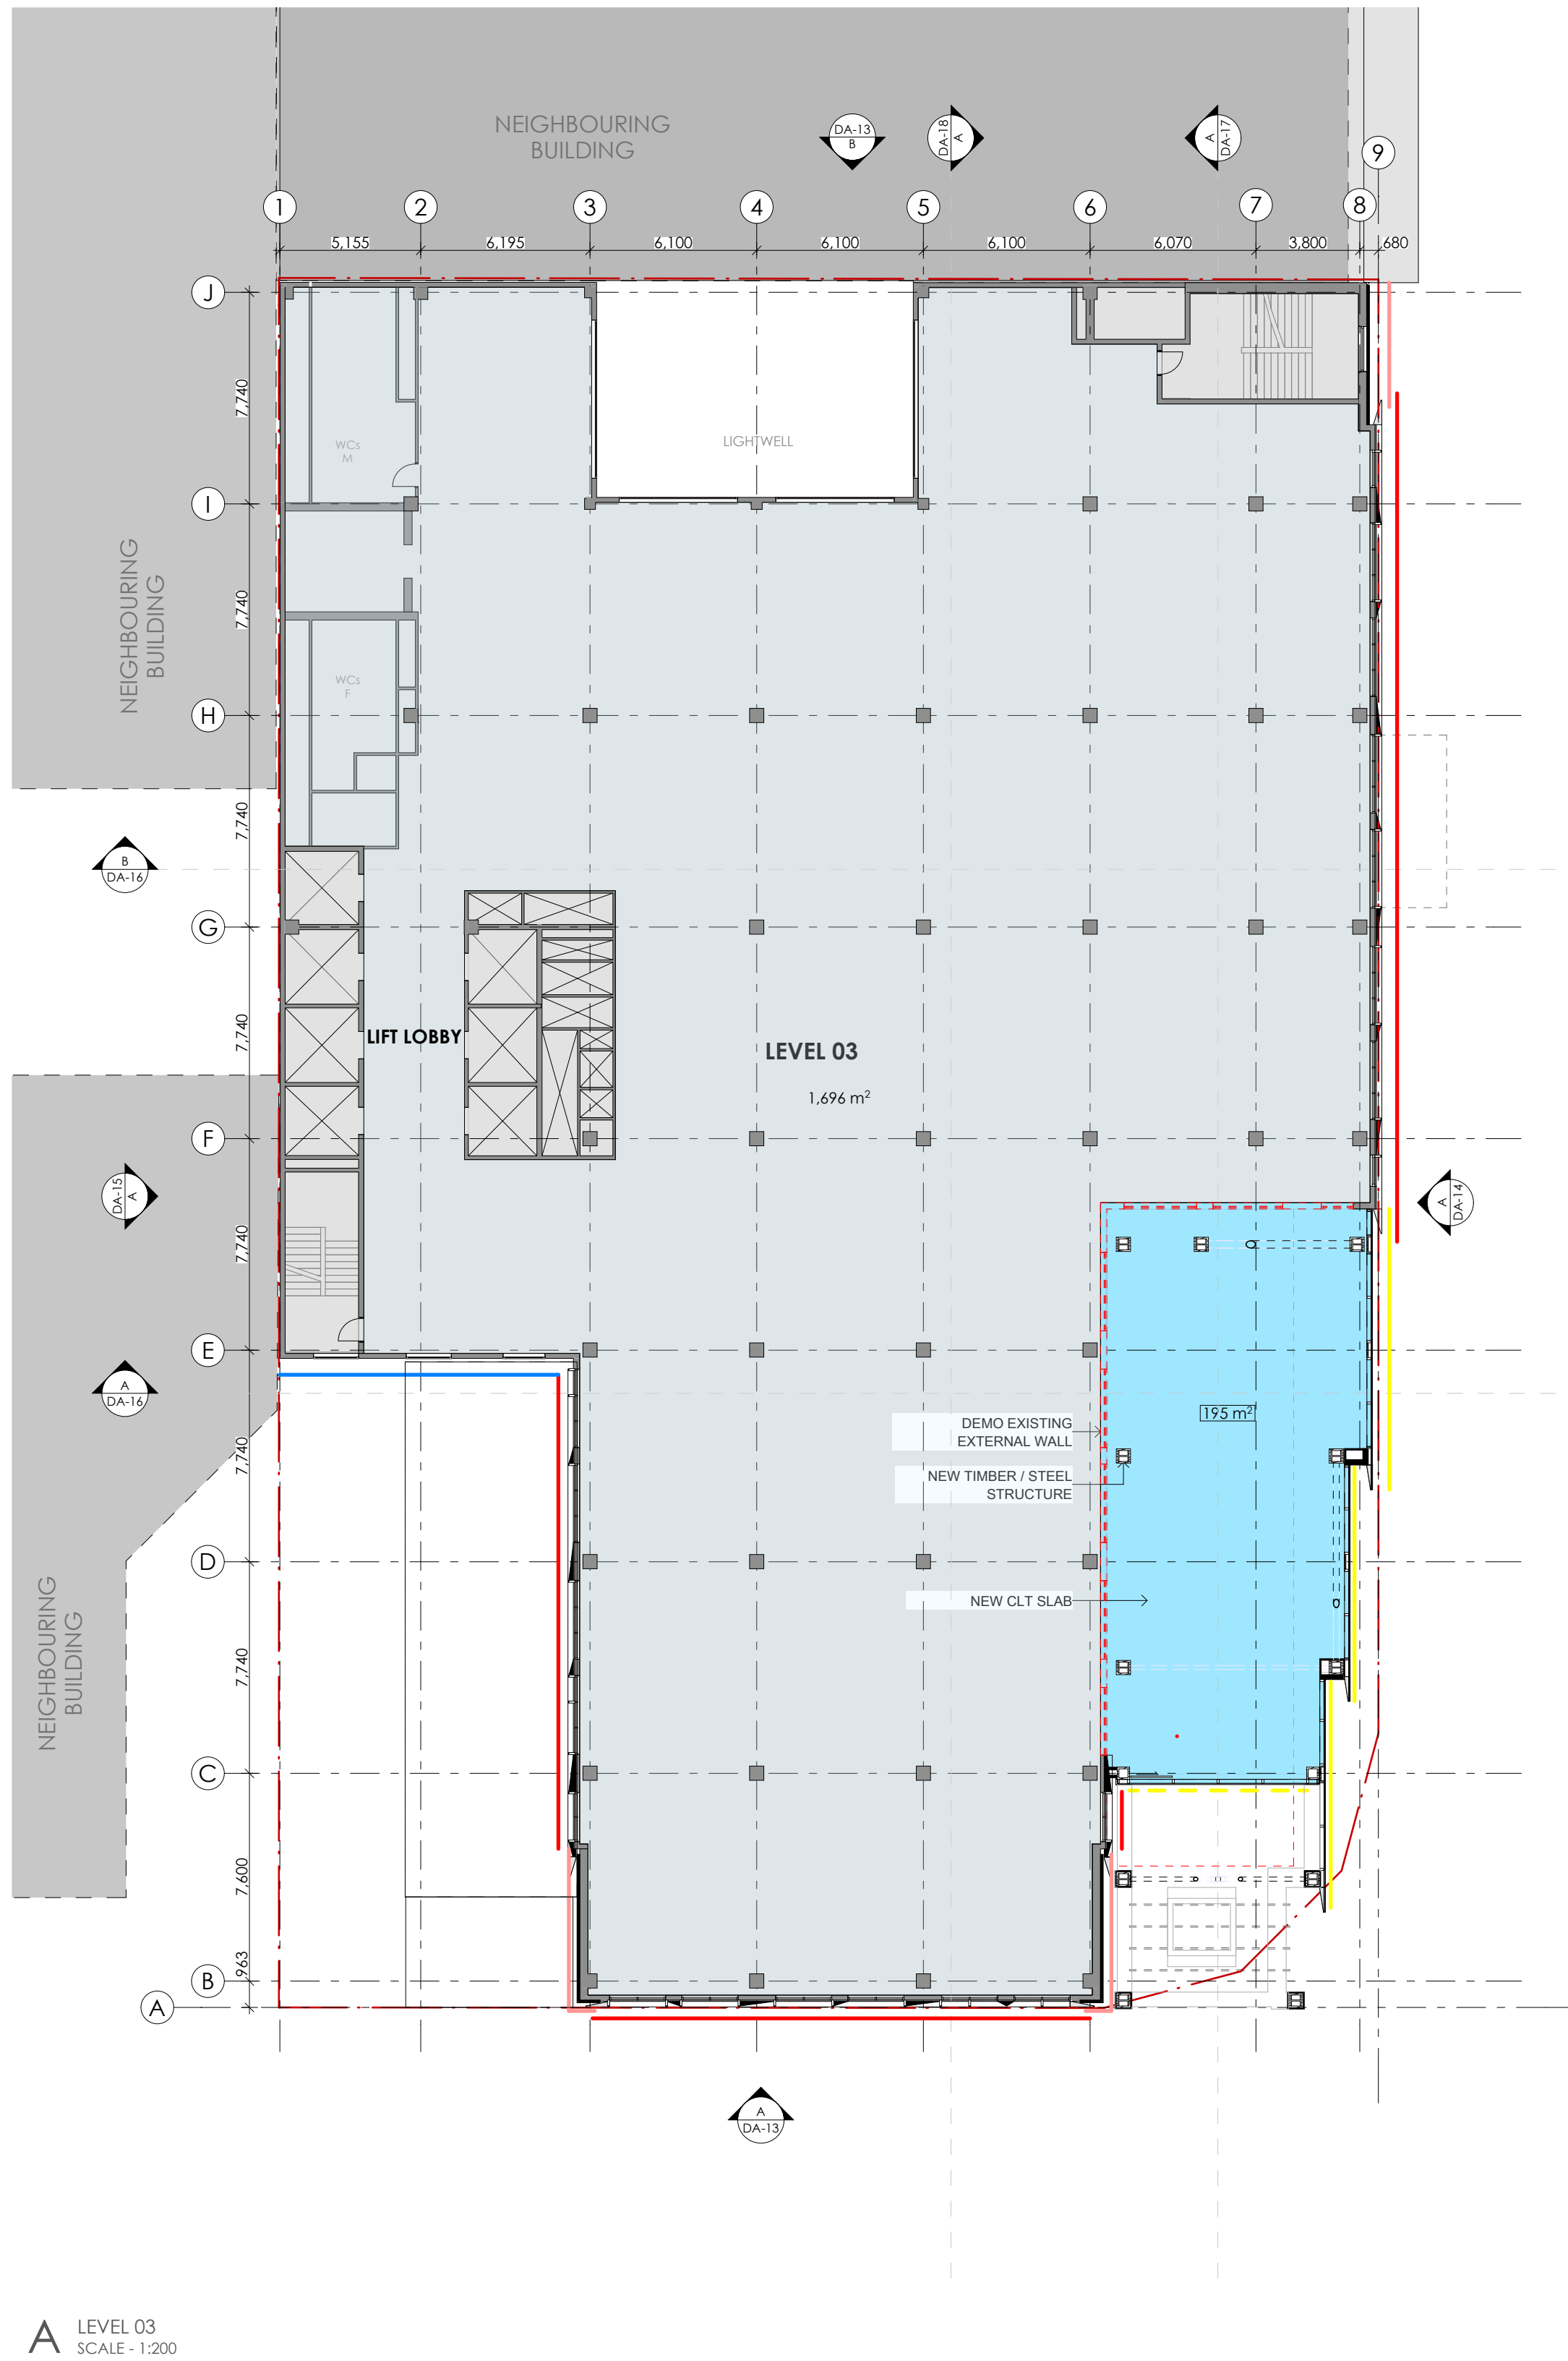 NEIGHBOURING
BUILDING
DA-13
B
DA-18
A
A
DA-17
9
1
2
3
4
5
6
7
8
5,155
6,195
6,100
6,100
6,100
6,070
3,800
680
J
7,740
WCs
M
LIGHTWELL
I
NEIGHBOURING
BUILDING
7,740
WCs
F
H
7,740
B
DA-16
G
7,740
LIFT LOBBY
LEVEL 03
1,696 m²
F
DA-15
A
A
DA-14
7,740
E
A
DA-16
195 m²
DEMO EXISTING
EXTERNAL WALL
7,740
NEW TIMBER / STEEL
STRUCTURE
D
NEW CLT SLAB
NEIGHBOURING
BUILDING
7,740
C
7,600
963
B
A
A
DA-13
A
LEVEL 03
SCALE - 1:200